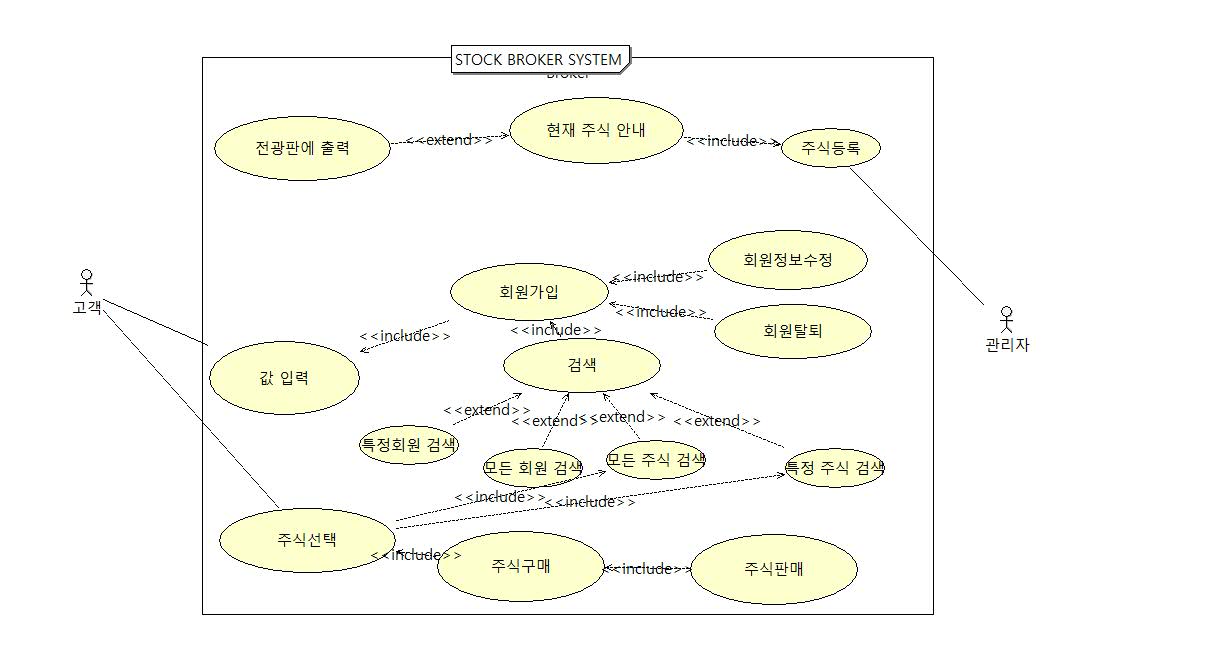 STOCK BROKER SYSTEM
Broker
전광판에 출력
<<extend>>
현재 주식 안내
<<include>>
주식등록
회원정보수정
<<include>>
회원가입
<<include>>
회원탈퇴
고객
<<include>>
<<include>>
관리자
값 입력
검색
<<extend>>
<<extend>>
<<extend>>
<<extend>>
특정회원 검색
모든 회원 검색
모든 주식 검색
특정 주식 검색
<<include>>
<<include>>
주식선택
<<include>>
주식구매
<<include>>
주식판매